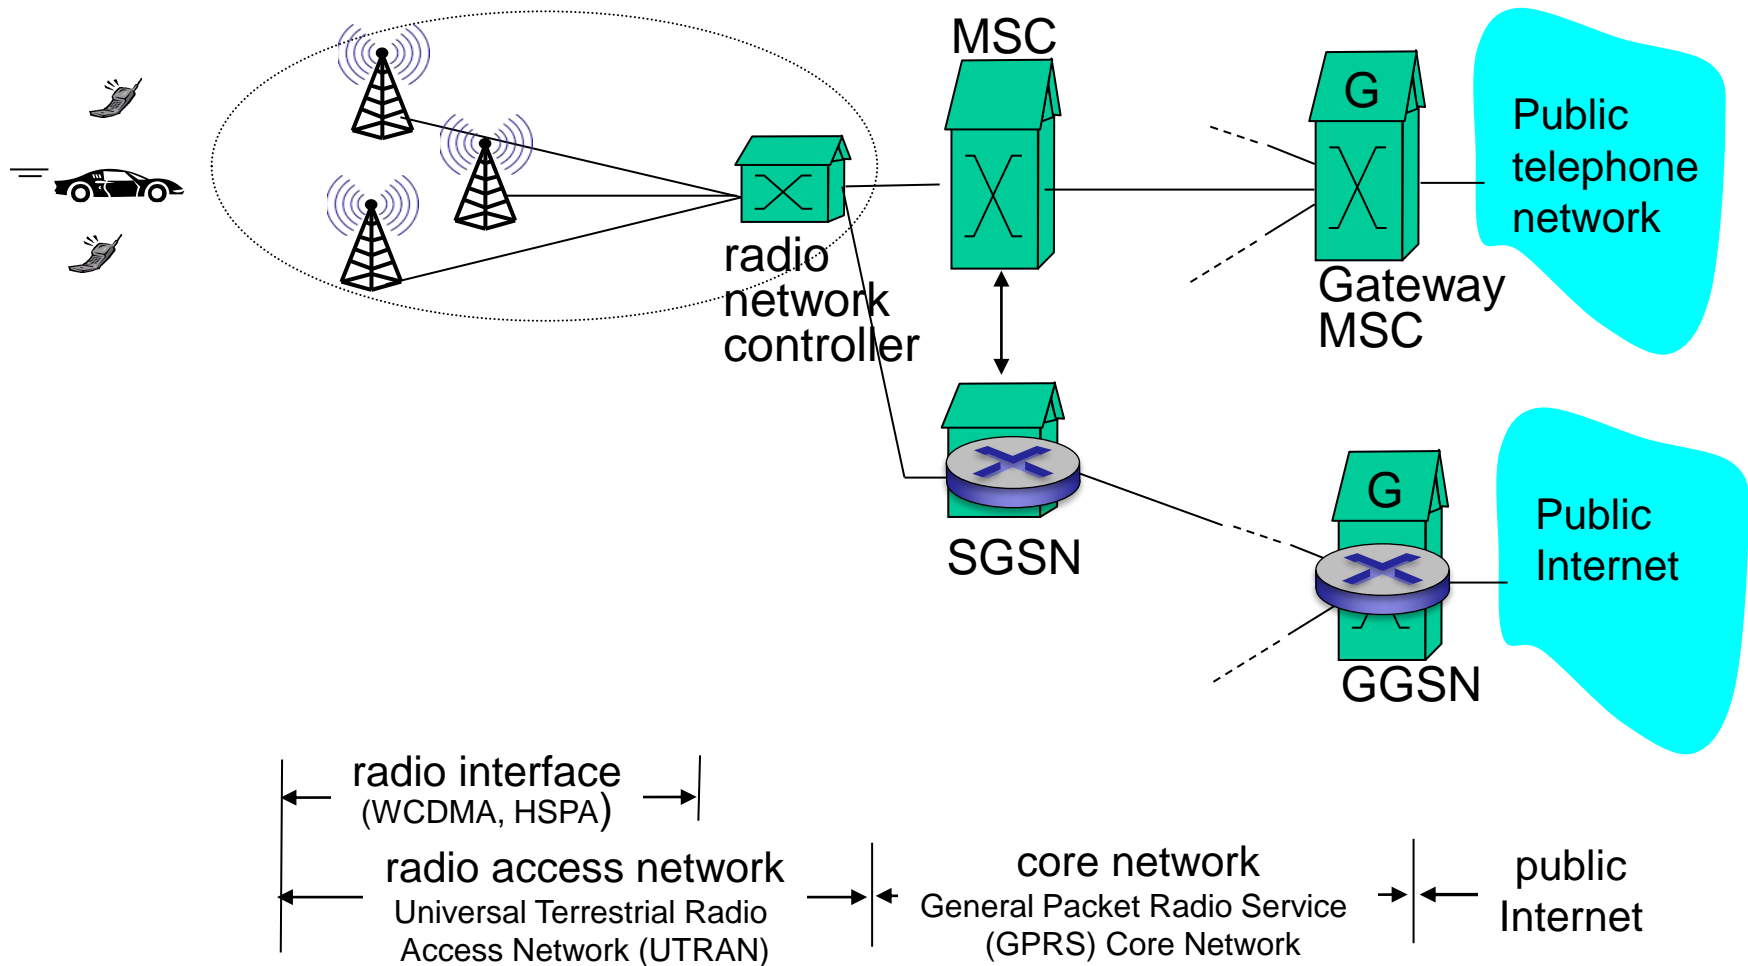 MSC
G
Public
telephone
network
radio
network
controller
Gateway
MSC
G
Public
Internet
SGSN
GGSN
radio interface
(WCDMA, HSPA)
radio access network
Universal Terrestrial Radio
Access Network (UTRAN)
core network
General Packet Radio Service
(GPRS) Core Network
public
Internet